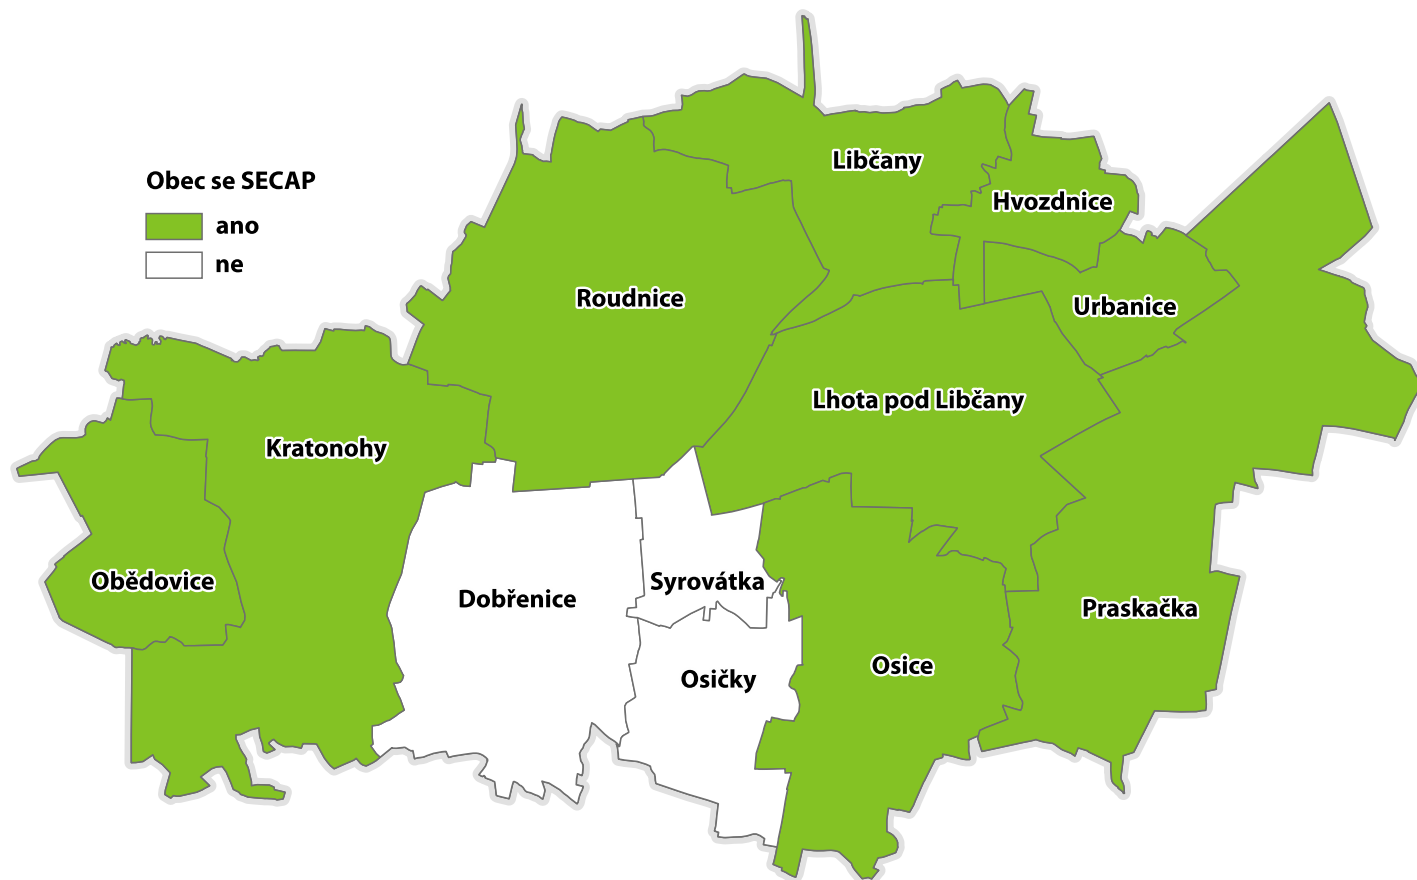 Obec se SECAP
ano
ne
Libčany
Hvozdnice
Roudnice
Urbanice
Lhota pod Libčany
Kratonohy
Obědovice
Syrovátka
Dobřenice
Praskačka
Osice
Osičky